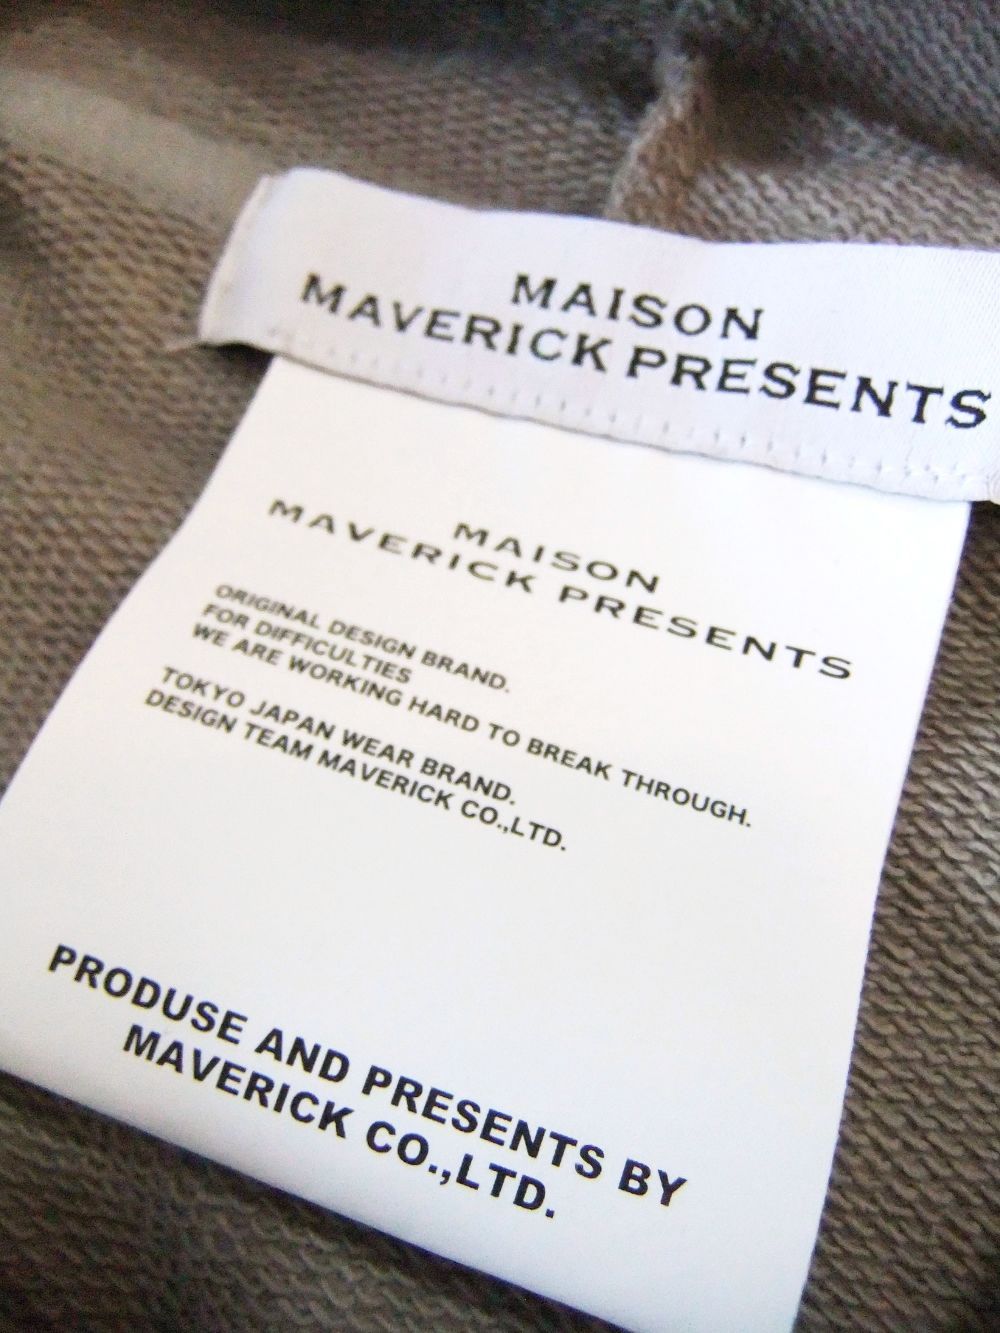 MAISON
MAVERICK PRESENTS
MAISON
MAVERICK PRESENTS
ORIGINAL DESIGN BRAND.
FOR DIFFICULTIES
WE ARE WORKING HARD TO BREAK THROUGH.
TOKYO JAPAN WEAR BRAND.
DESIGN TEAM MAVERICK CO.,LTD.
PRODUSE AND PRESENTS BY
MAVERICK CO.,LTD.